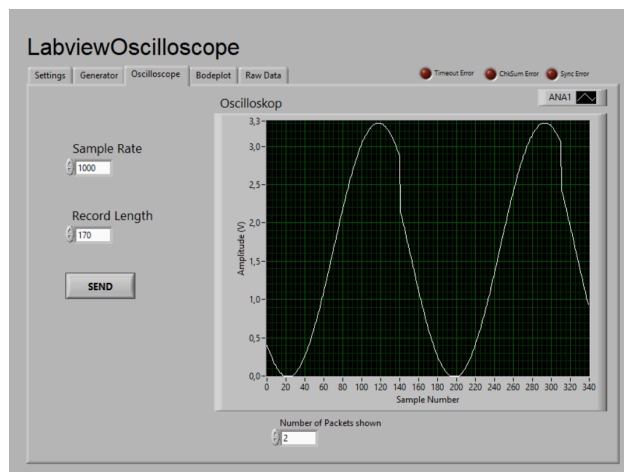 LabviewOscilloscope
Settings Generator Oscilloscope Bodeplot Raw Data
Timeout Error ChkSum Error Sync Error
Oscilloskop
ANA1
Sample Rate
1000
Record Length
170
SEND
Amplitude (V)
3,3-
3,0-
2,5-
2,0-
1,5-
1,0-
0,5-
0,0-
0 20 40 60 80 100 120 140 160 180 200 220 240 260 280 300 320 340
Sample Number
Number of Packets shown
2